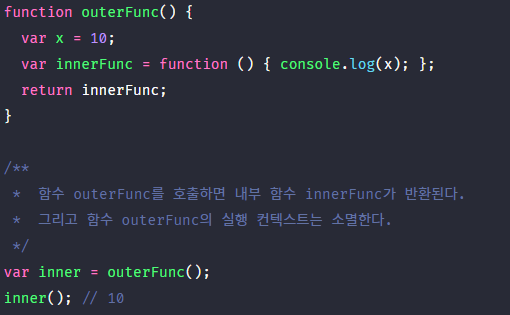 function outerFunc() {
  var x = 10;
  var innerFunc = function () { console.log(x); };
  return innerFunc;
}

/**
 *  함수 outerFunc를 호출하면 내부 함수 innerFunc가 반환된다.
 *  그리고 함수 outerFunc의 실행 컨텍스트는 소멸한다.
 */
var inner = outerFunc();
inner(); // 10